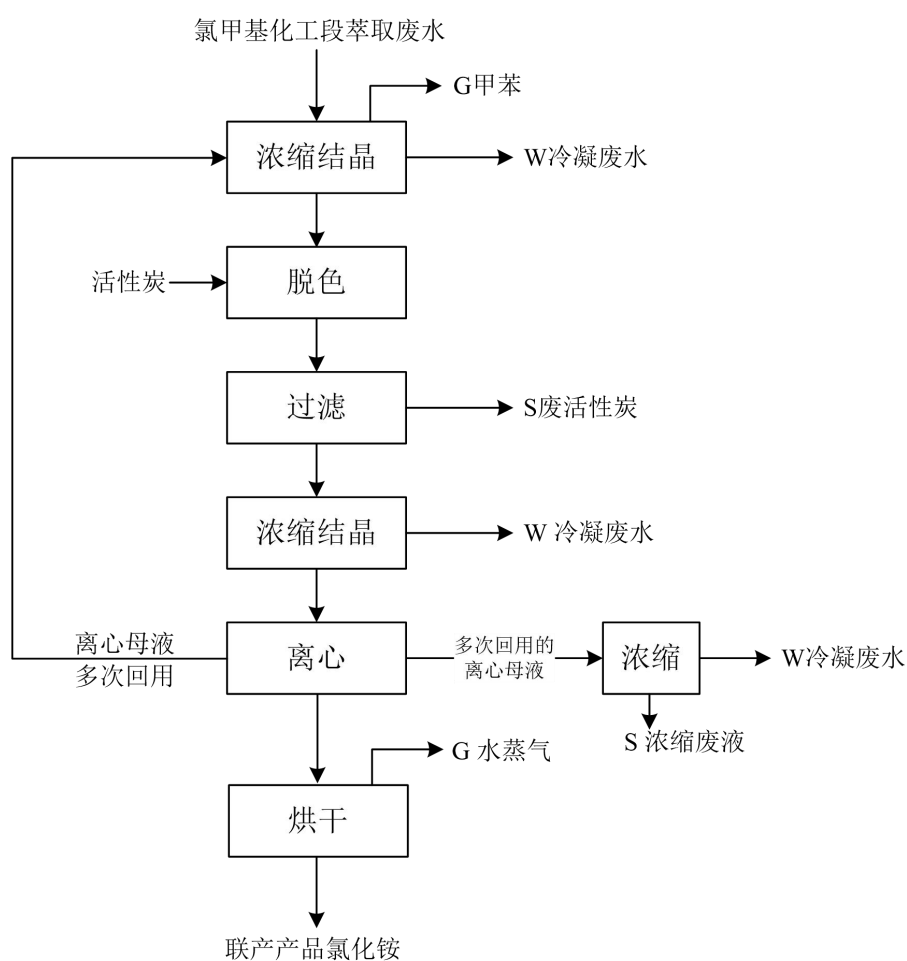 氯甲基化工段萃取废水
G甲苯
浓缩结晶
W冷凝废水
活性炭
脱色
过滤
S废活性炭
浓缩结晶
W 冷凝废水
离心母液
多次回用
离心
多次回用的
离心母液
浓缩
W冷凝废水
S 浓缩废液
G 水蒸气
烘干
联产产品氯化铵